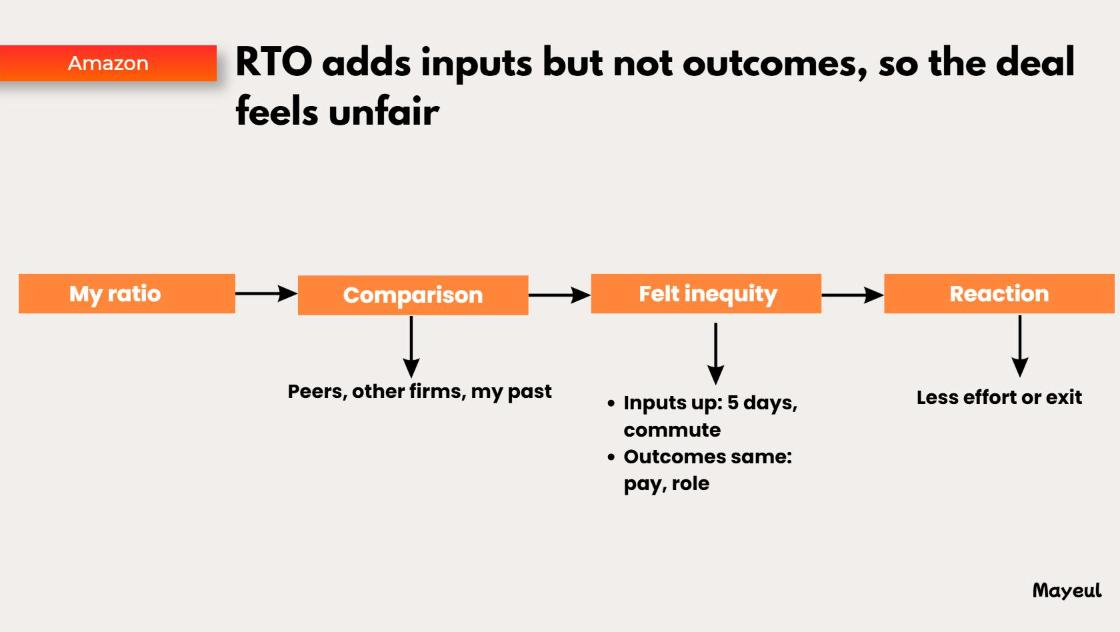 Amazon
RTO adds inputs but not outcomes, so the deal
feels unfair
My ratio
Comparison
Felt inequity
Reaction
Peers, other firms, my past
• Inputs up: 5 days,
commute
• Outcomes same:
pay, role
Less effort or exit
Mayeul